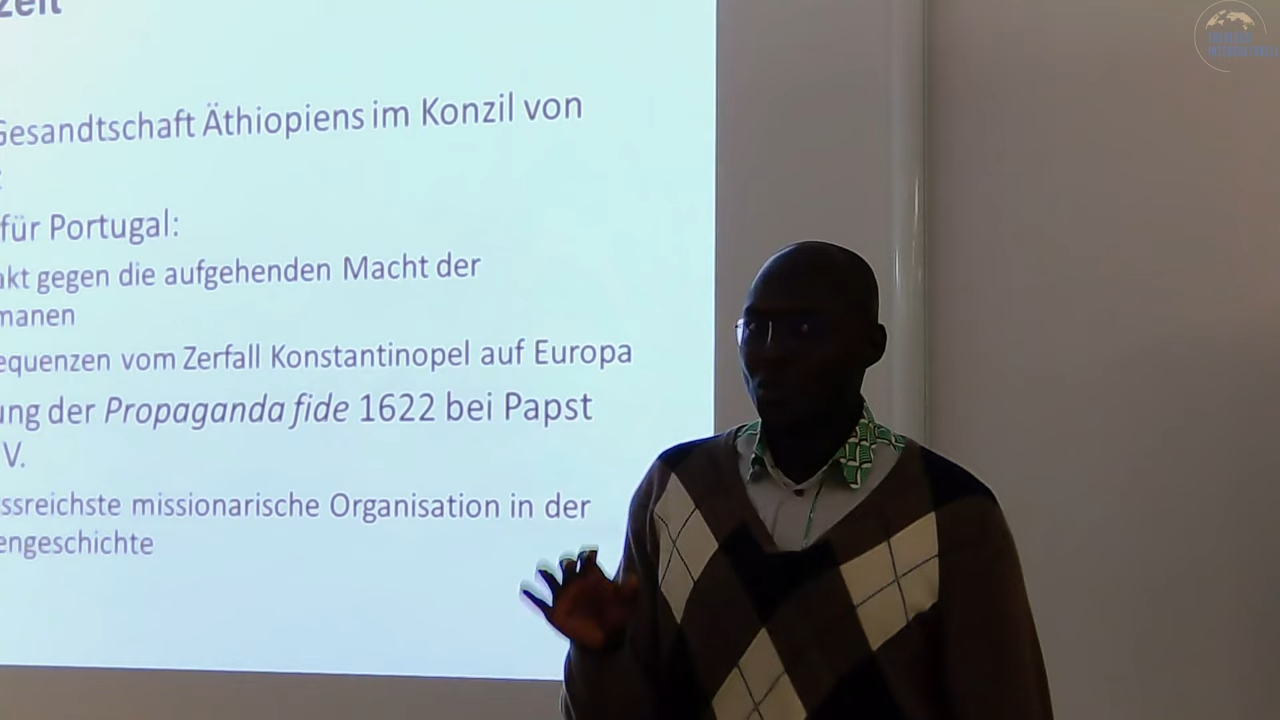 zeit
Gesandtschaft Äthiopiens im Konzil von
für Portugal:
akt gegen die aufgehenden Macht der
manen
equenzen vom Zerfall Konstantinopel auf Europa
ung der Propaganda fide 1622 bei Papst
V.
ssreichste missionarische Organisation in der
engeschichte